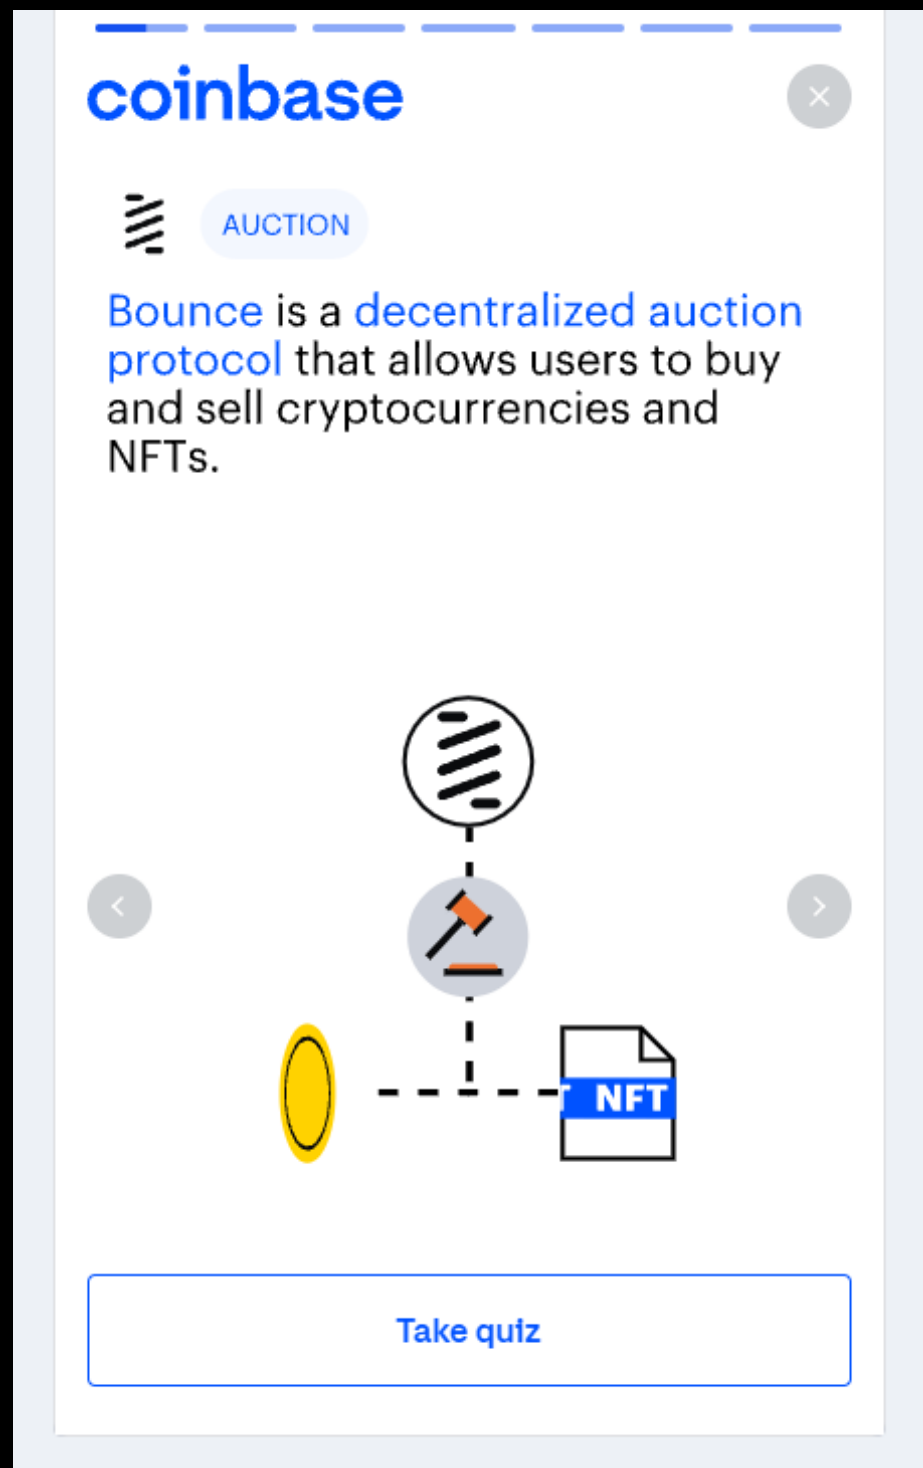 coinbase
AUCTION
Bounce is a decentralized auction
protocol that allows users to buy
and sell cryptocurrencies and
NFTs.
T NFT
Take quiz